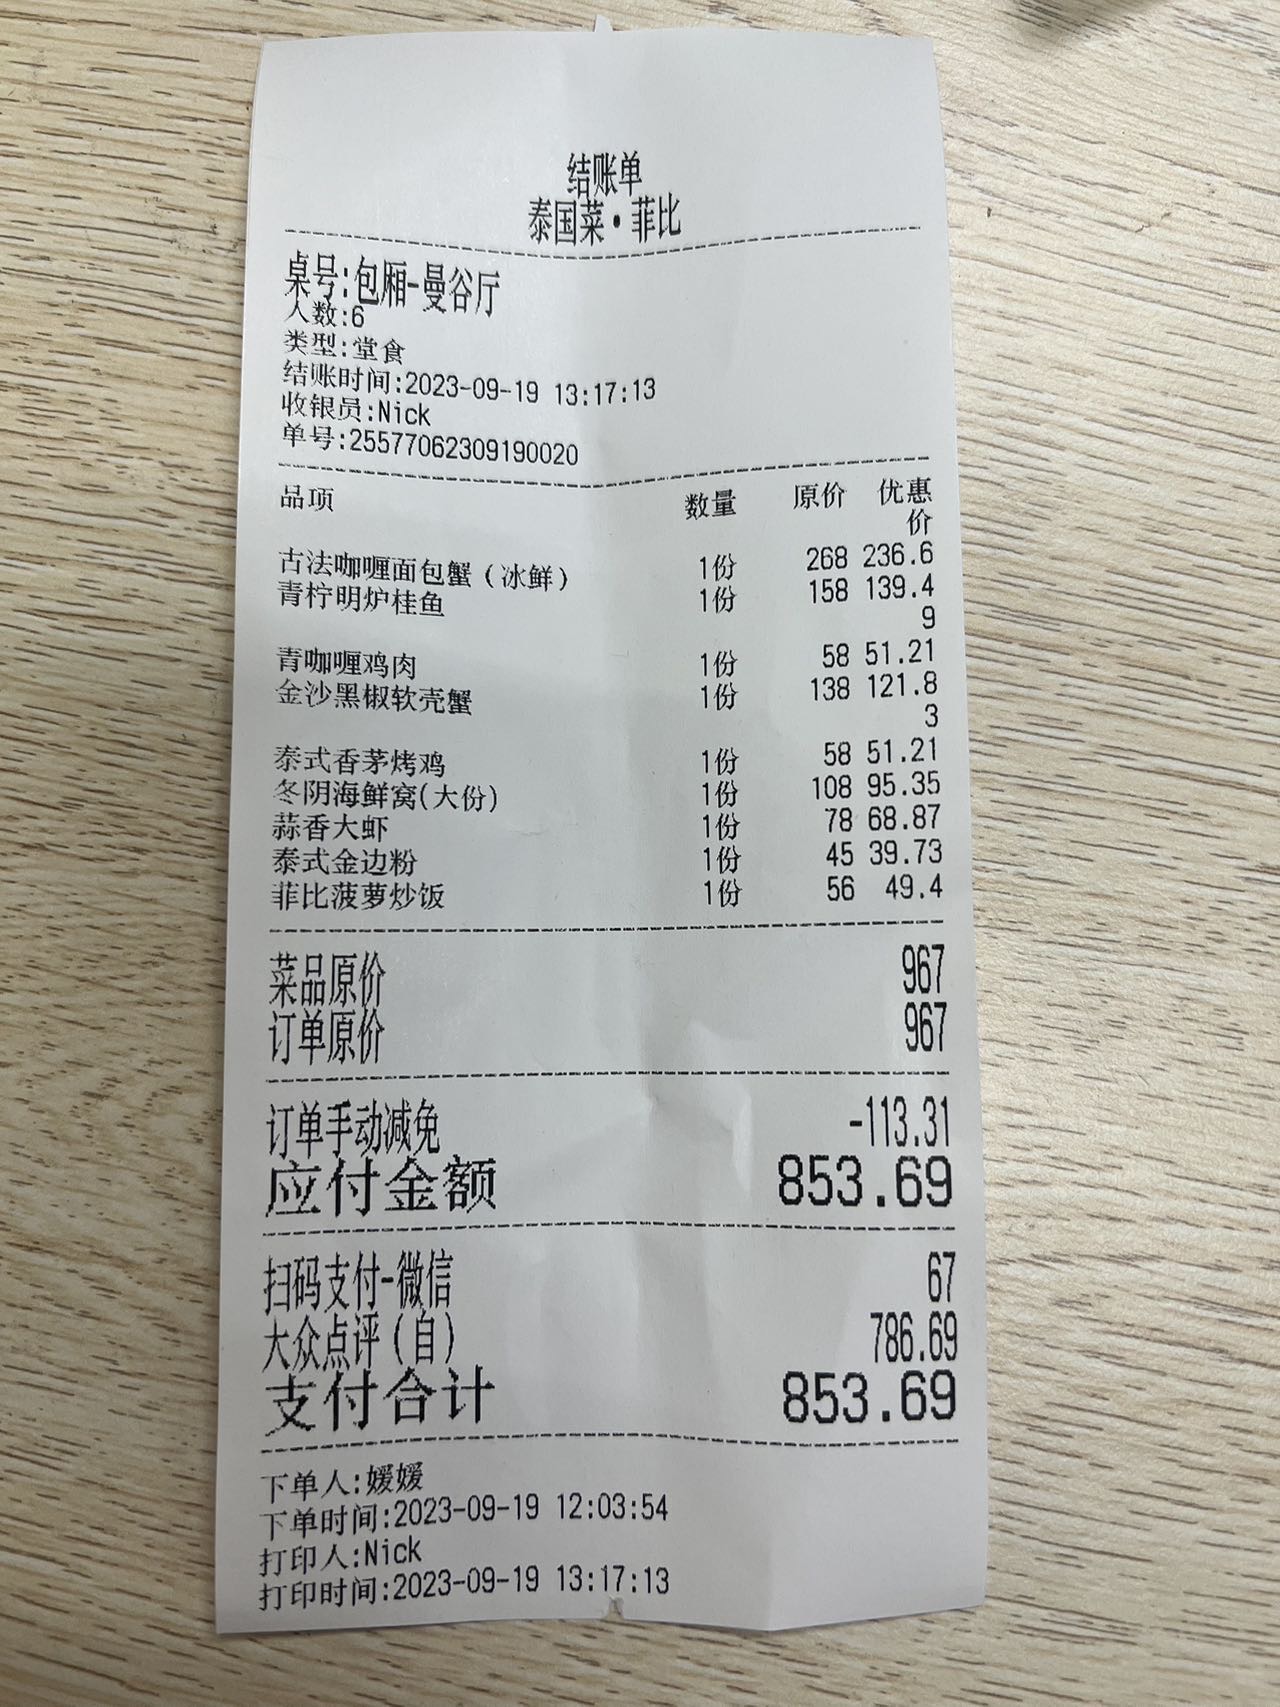 结账单
泰国菜·菲比
桌号:包厢-曼谷厅
人数:6
类型:堂食
结账时间:2023-09-19 13:17:13
收银员:Nick
单号:25577062309190020
品项 数量 原价 优惠
价
古法咖喱面包蟹（冰鲜） 1份 268 236.6
青柠明炉桂鱼 1份 158 139.4
9
青咖喱鸡肉 1份 58 51.21
金沙黑椒软壳蟹 1份 138 121.8
3
泰式香茅烤鸡 1份 58 51.21
冬阴海鲜窝(大份) 1份 108 95.35
蒜香大虾 1份 78 68.87
泰式金边粉 1份 45 39.73
菲比菠萝炒饭 1份 56 49.4
菜品原价 967
订单原价 967
订单手动减免 -113.31
应付金额 853.69
扫码支付-微信 67
大众点评(自) 786.69
支付合计 853.69
下单人:媛媛
下单时间:2023-09-19 12:03:54
打印人:Nick
打印时间:2023-09-19 13:17:13